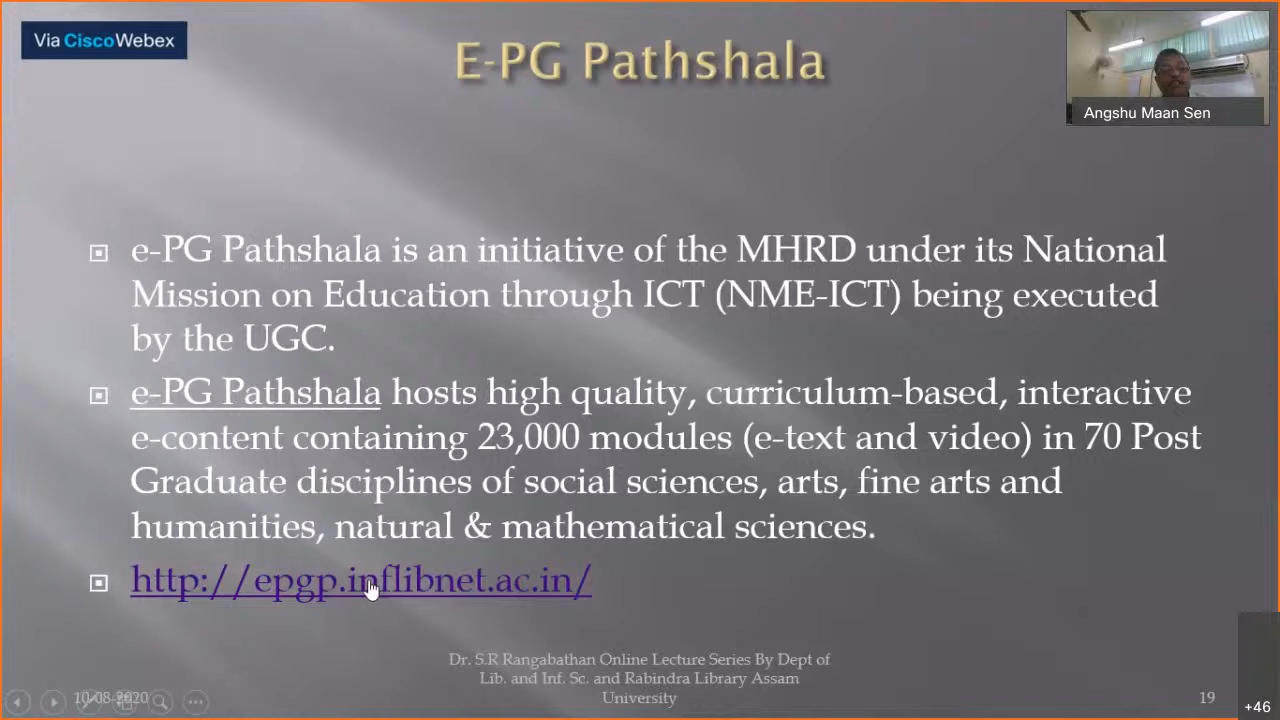 Via CiscoWebex
E-PG Pathshala
Angshu Maan Sen
e-PG Pathshala is an initiative of the MHRD under its National
Mission on Education through ICT (NME-ICT) being executed
by the UGC.
e-PG Pathshala hosts high quality, curriculum-based, interactive
e-content containing 23,000 modules (e-text and video) in 70 Post
Graduate disciplines of social sciences, arts, fine arts and
humanities, natural & mathematical sciences.
http://epgp.inflibnet.ac.in/
Dr. S.R Rangabathan Online Lecture Series By Dept of
Lib. and Inf. Sc. and Rabindra Library Assam
University
10-08-2020
19
+46